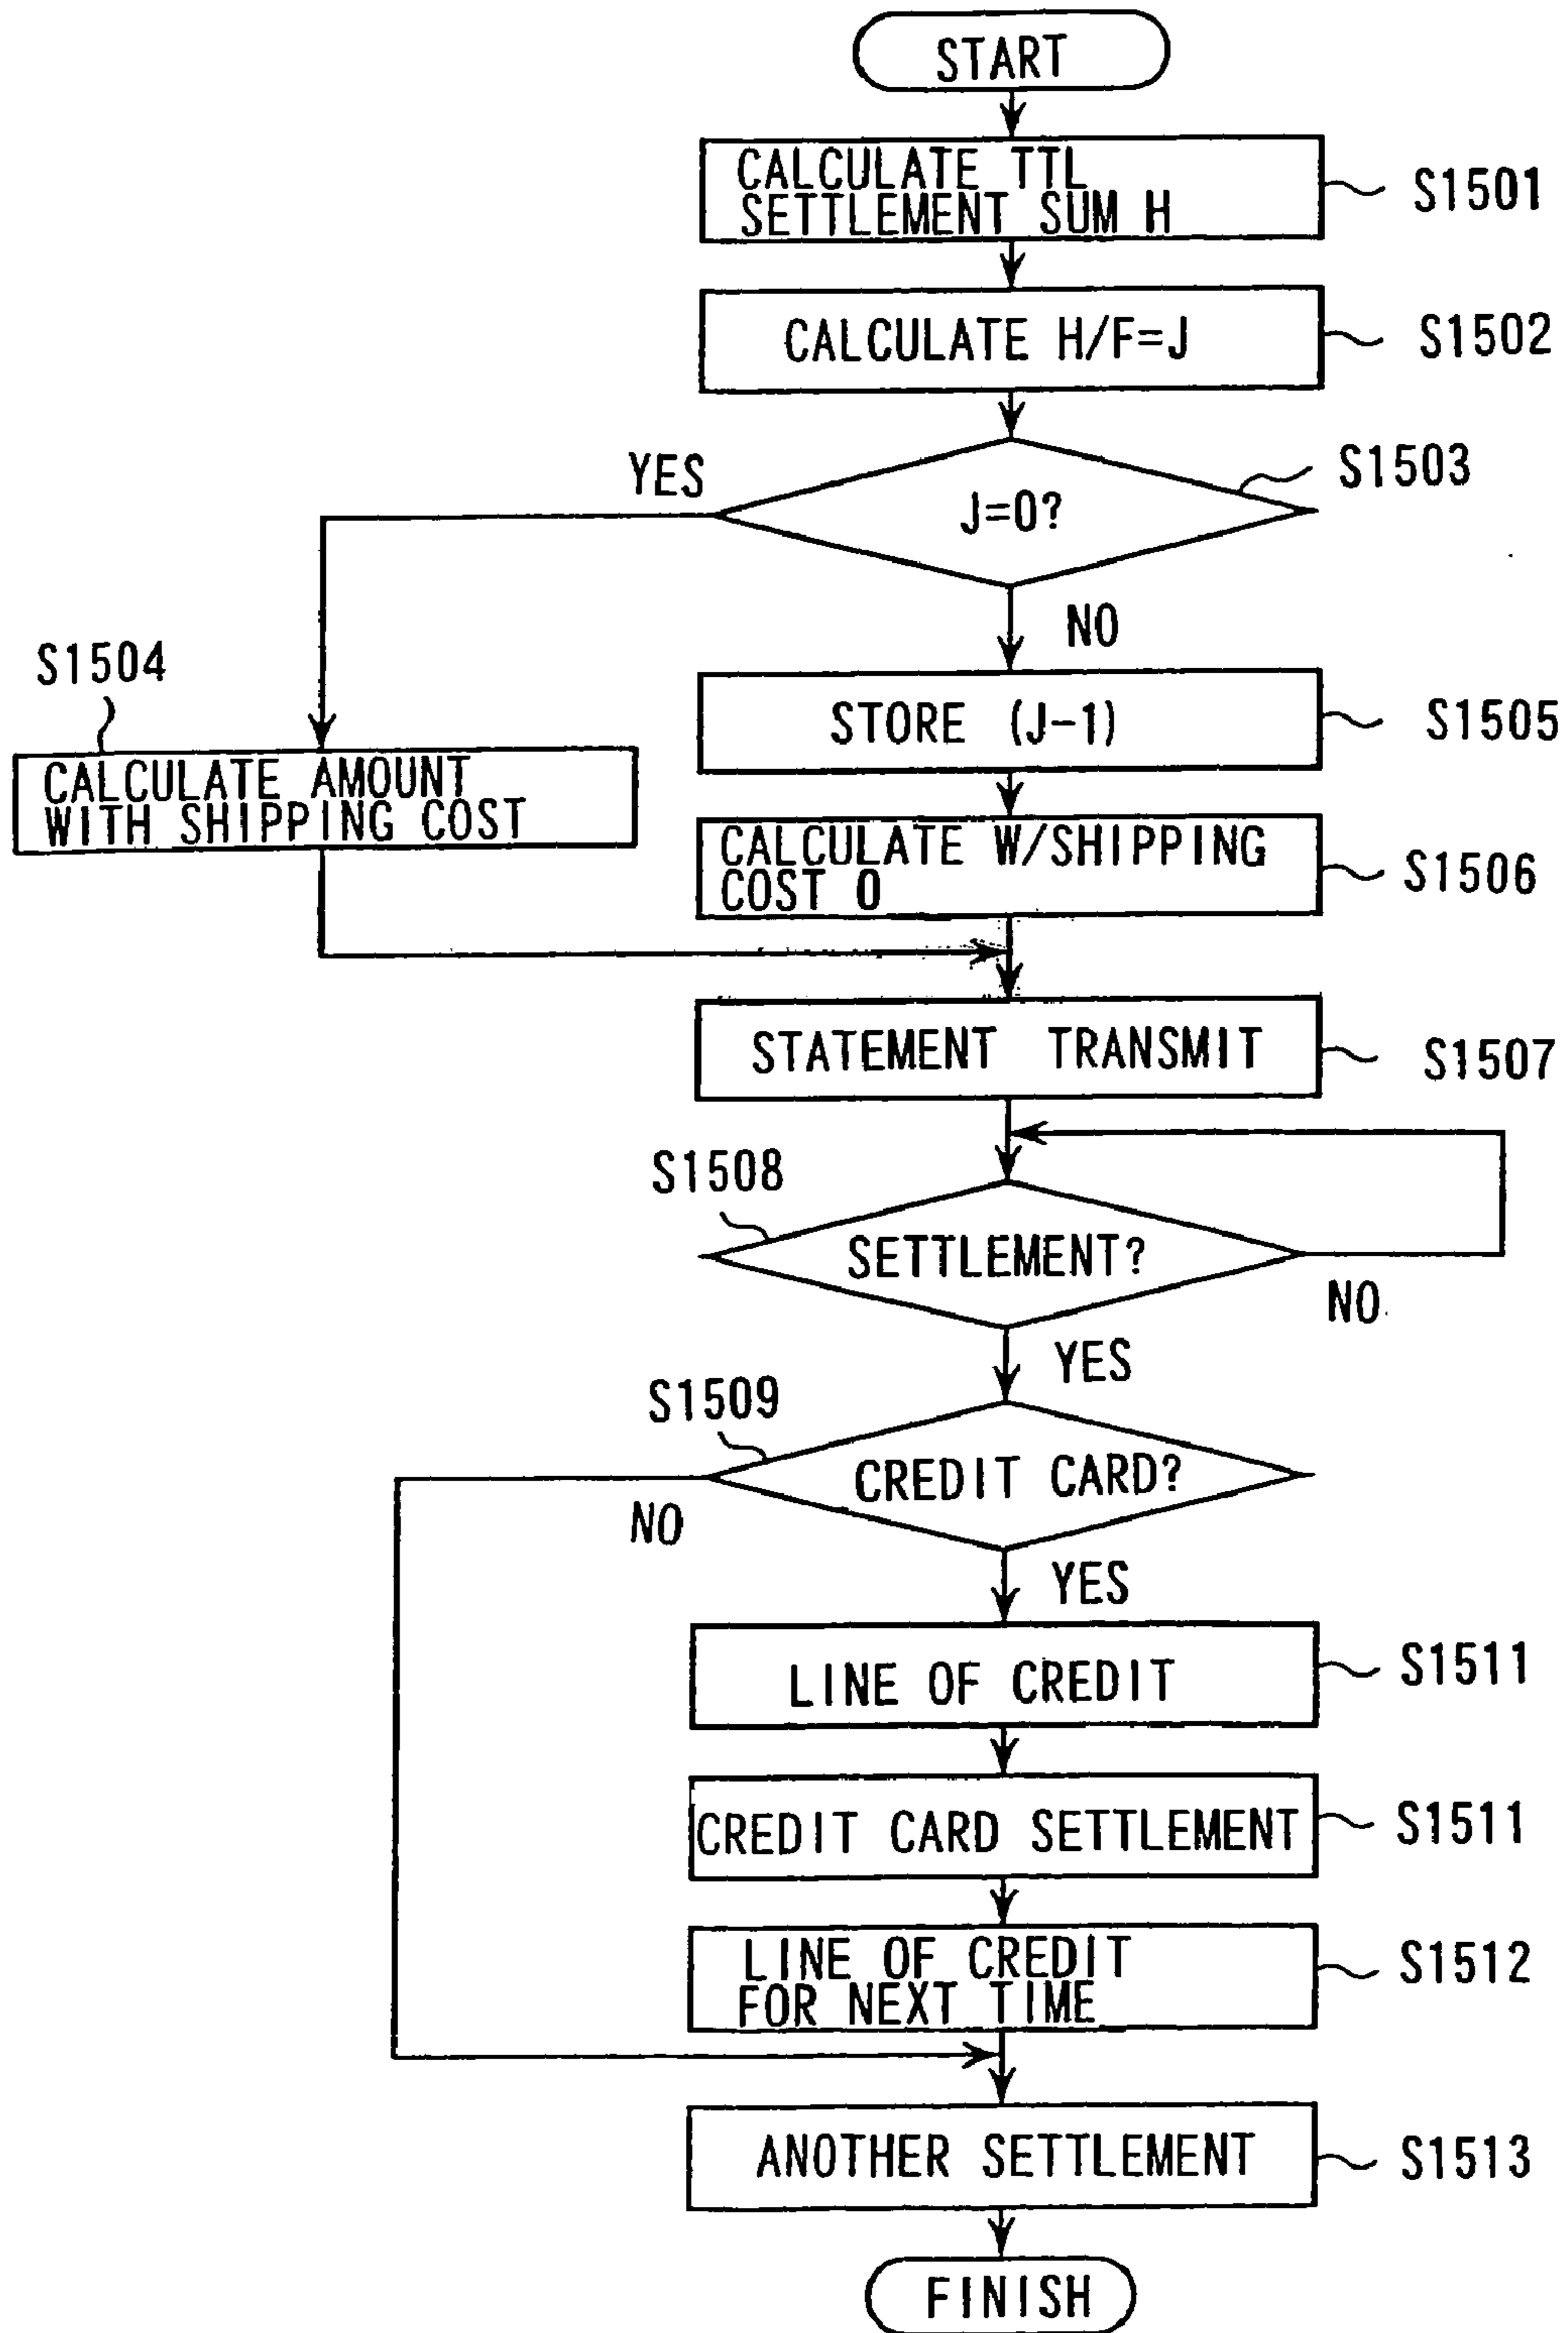 START
CALCULATE TTL
SETTLEMENT SUM H
S1501
CALCULATE H/F=J
S1502
S1503
YES
J=0?
NO
S1504
STORE (J-1)
S1505
CALCULATE AMOUNT
WITH SHIPPING COST
CALCULATE W/SHIPPING
COST 0
S1506
STATEMENT TRANSMIT
S1507
S1508
SETTLEMENT?
NO
YES
S1509
CREDIT CARD?
NO
YES
LINE OF CREDIT
S1511
CREDIT CARD SETTLEMENT
S1511
LINE OF CREDIT
FOR NEXT TIME
S1512
ANOTHER SETTLEMENT
S1513
FINISH